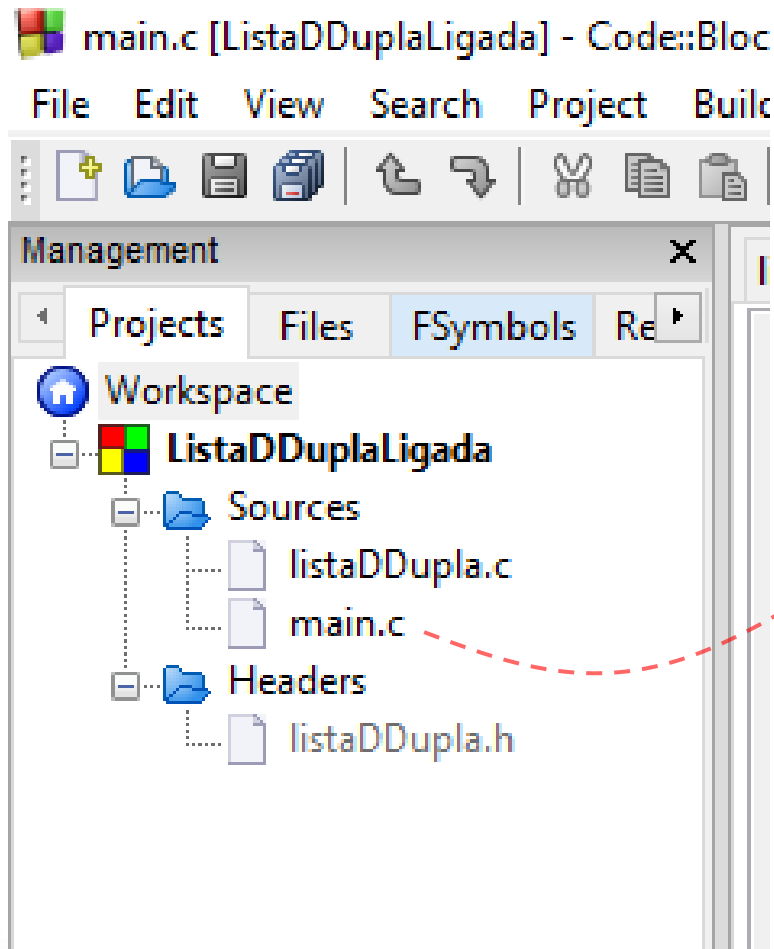 main.c [ListaDDuplaLigada] - Code::Bloc
File Edit View Search Project Build
Management
Projects Files FSymbols Re
Workspace
ListaDDuplaLigada
Sources
listaDDupla.c
main.c
Headers
listaDDupla.h